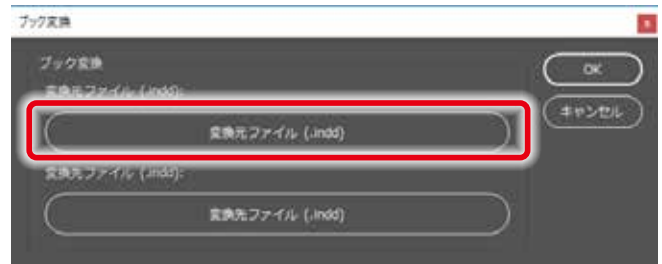 ブック変換
ブック変換
変換元ファイル (.indd):
変換元ファイル (.indd)
変換先ファイル (.indd):
変換先ファイル (.indd)
OK
キャンセル